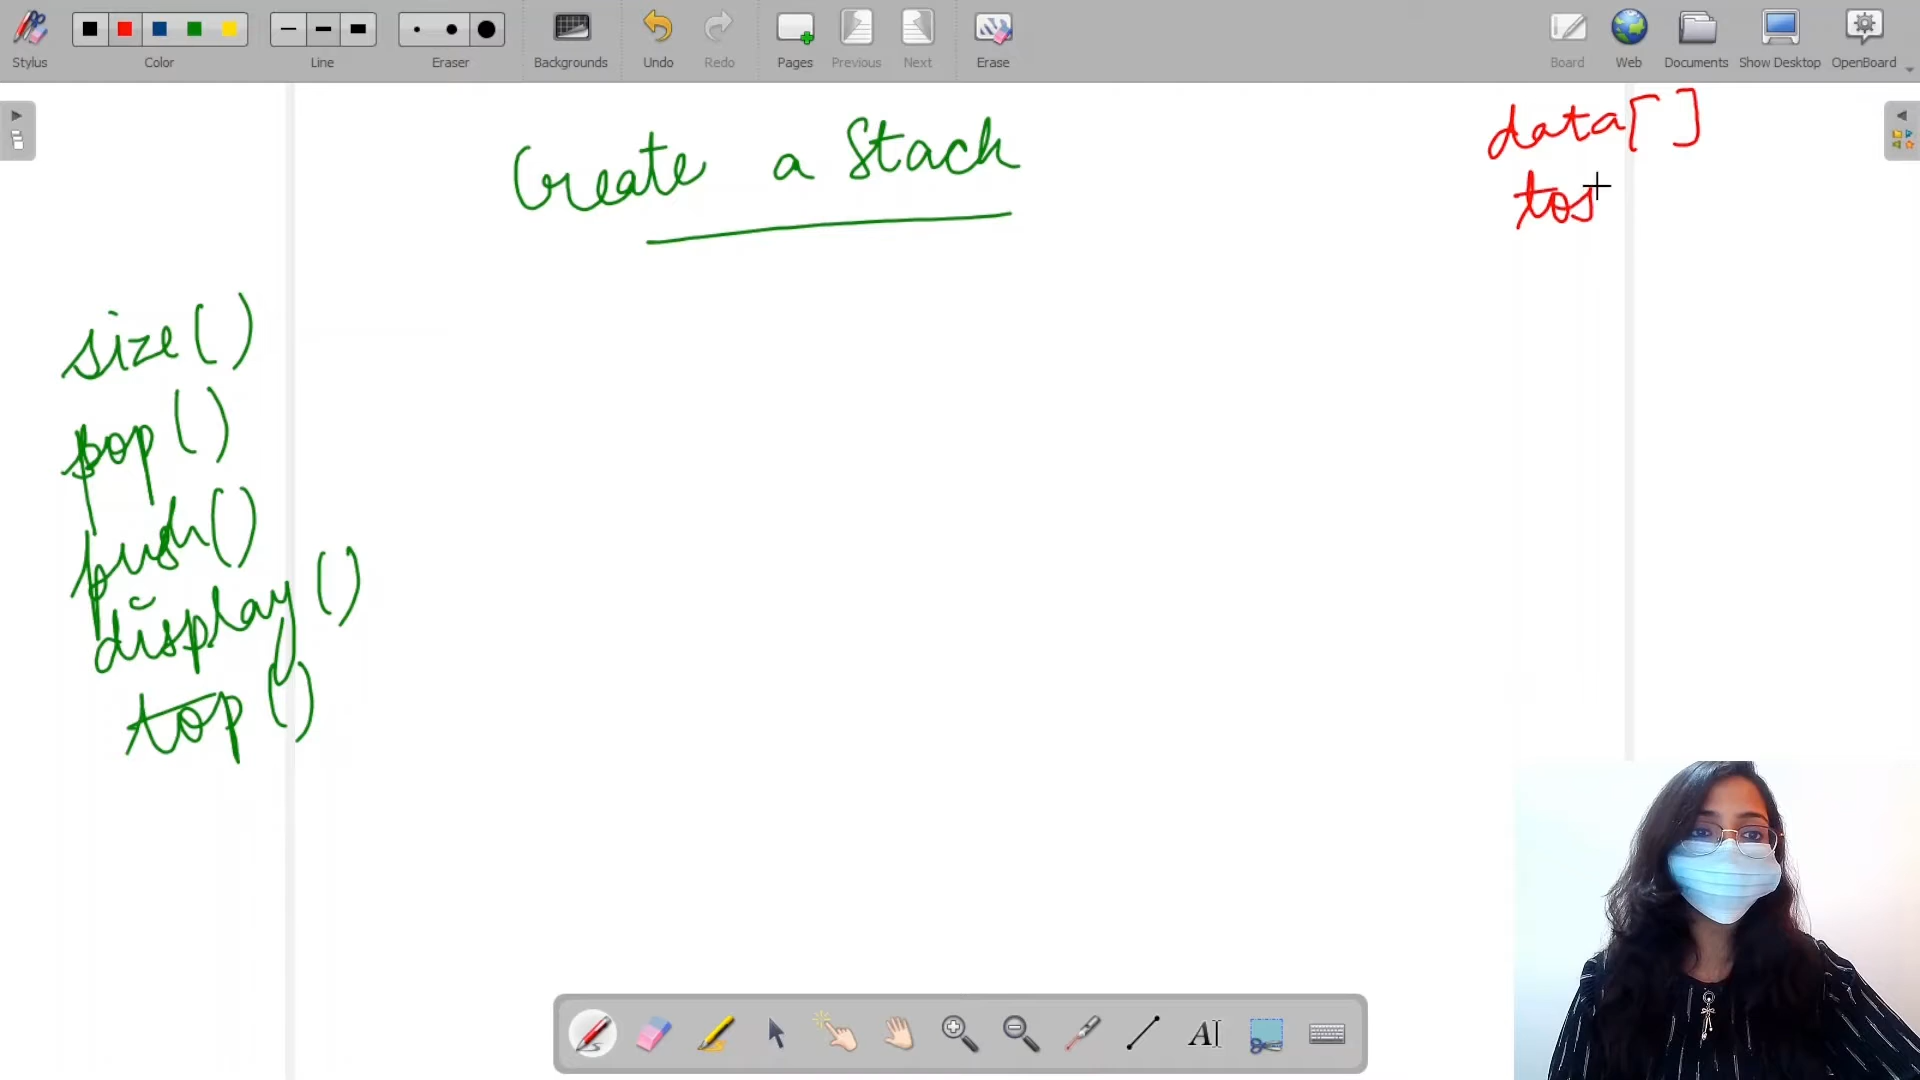 Stylus
Color
Line
Eraser
Backgrounds
Undo
Redo
Pages
Previous
Next
Erase
Board
Web
Documents
Show Desktop
OpenBoard
Create a Stack
data[ ]
tos
size()
pop()
push()
display()
top()
AI